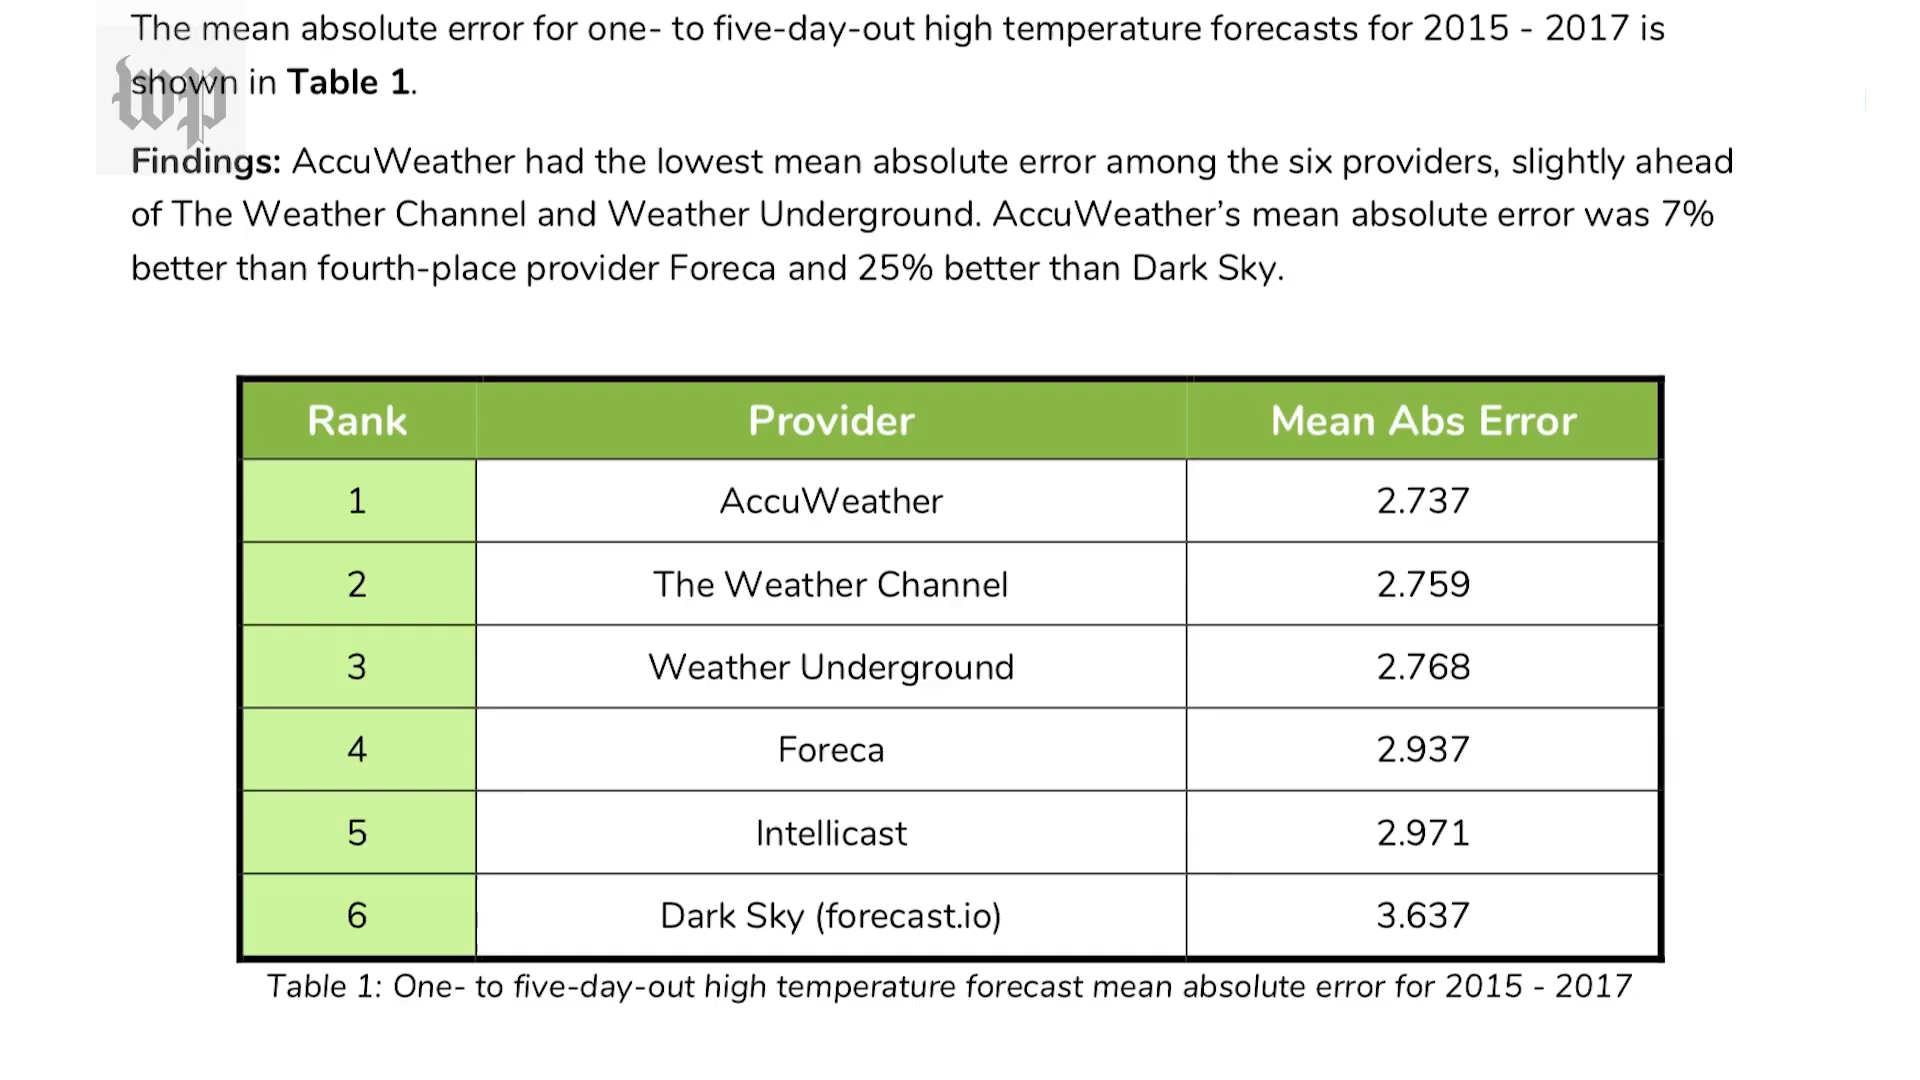 The mean absolute error for one- to five-day-out high temperature forecasts for 2015 - 2017 is
shown in Table 1.
wp
Findings: AccuWeather had the lowest mean absolute error among the six providers, slightly ahead
of The Weather Channel and Weather Underground. AccuWeather’s mean absolute error was 7%
better than fourth-place provider Foreca and 25% better than Dark Sky.
Rank Provider Mean Abs Error
1 AccuWeather 2.737
2 The Weather Channel 2.759
3 Weather Underground 2.768
4 Foreca 2.937
5 Intellicast 2.971
6 Dark Sky (forecast.io) 3.637
Table 1: One- to five-day-out high temperature forecast mean absolute error for 2015 - 2017